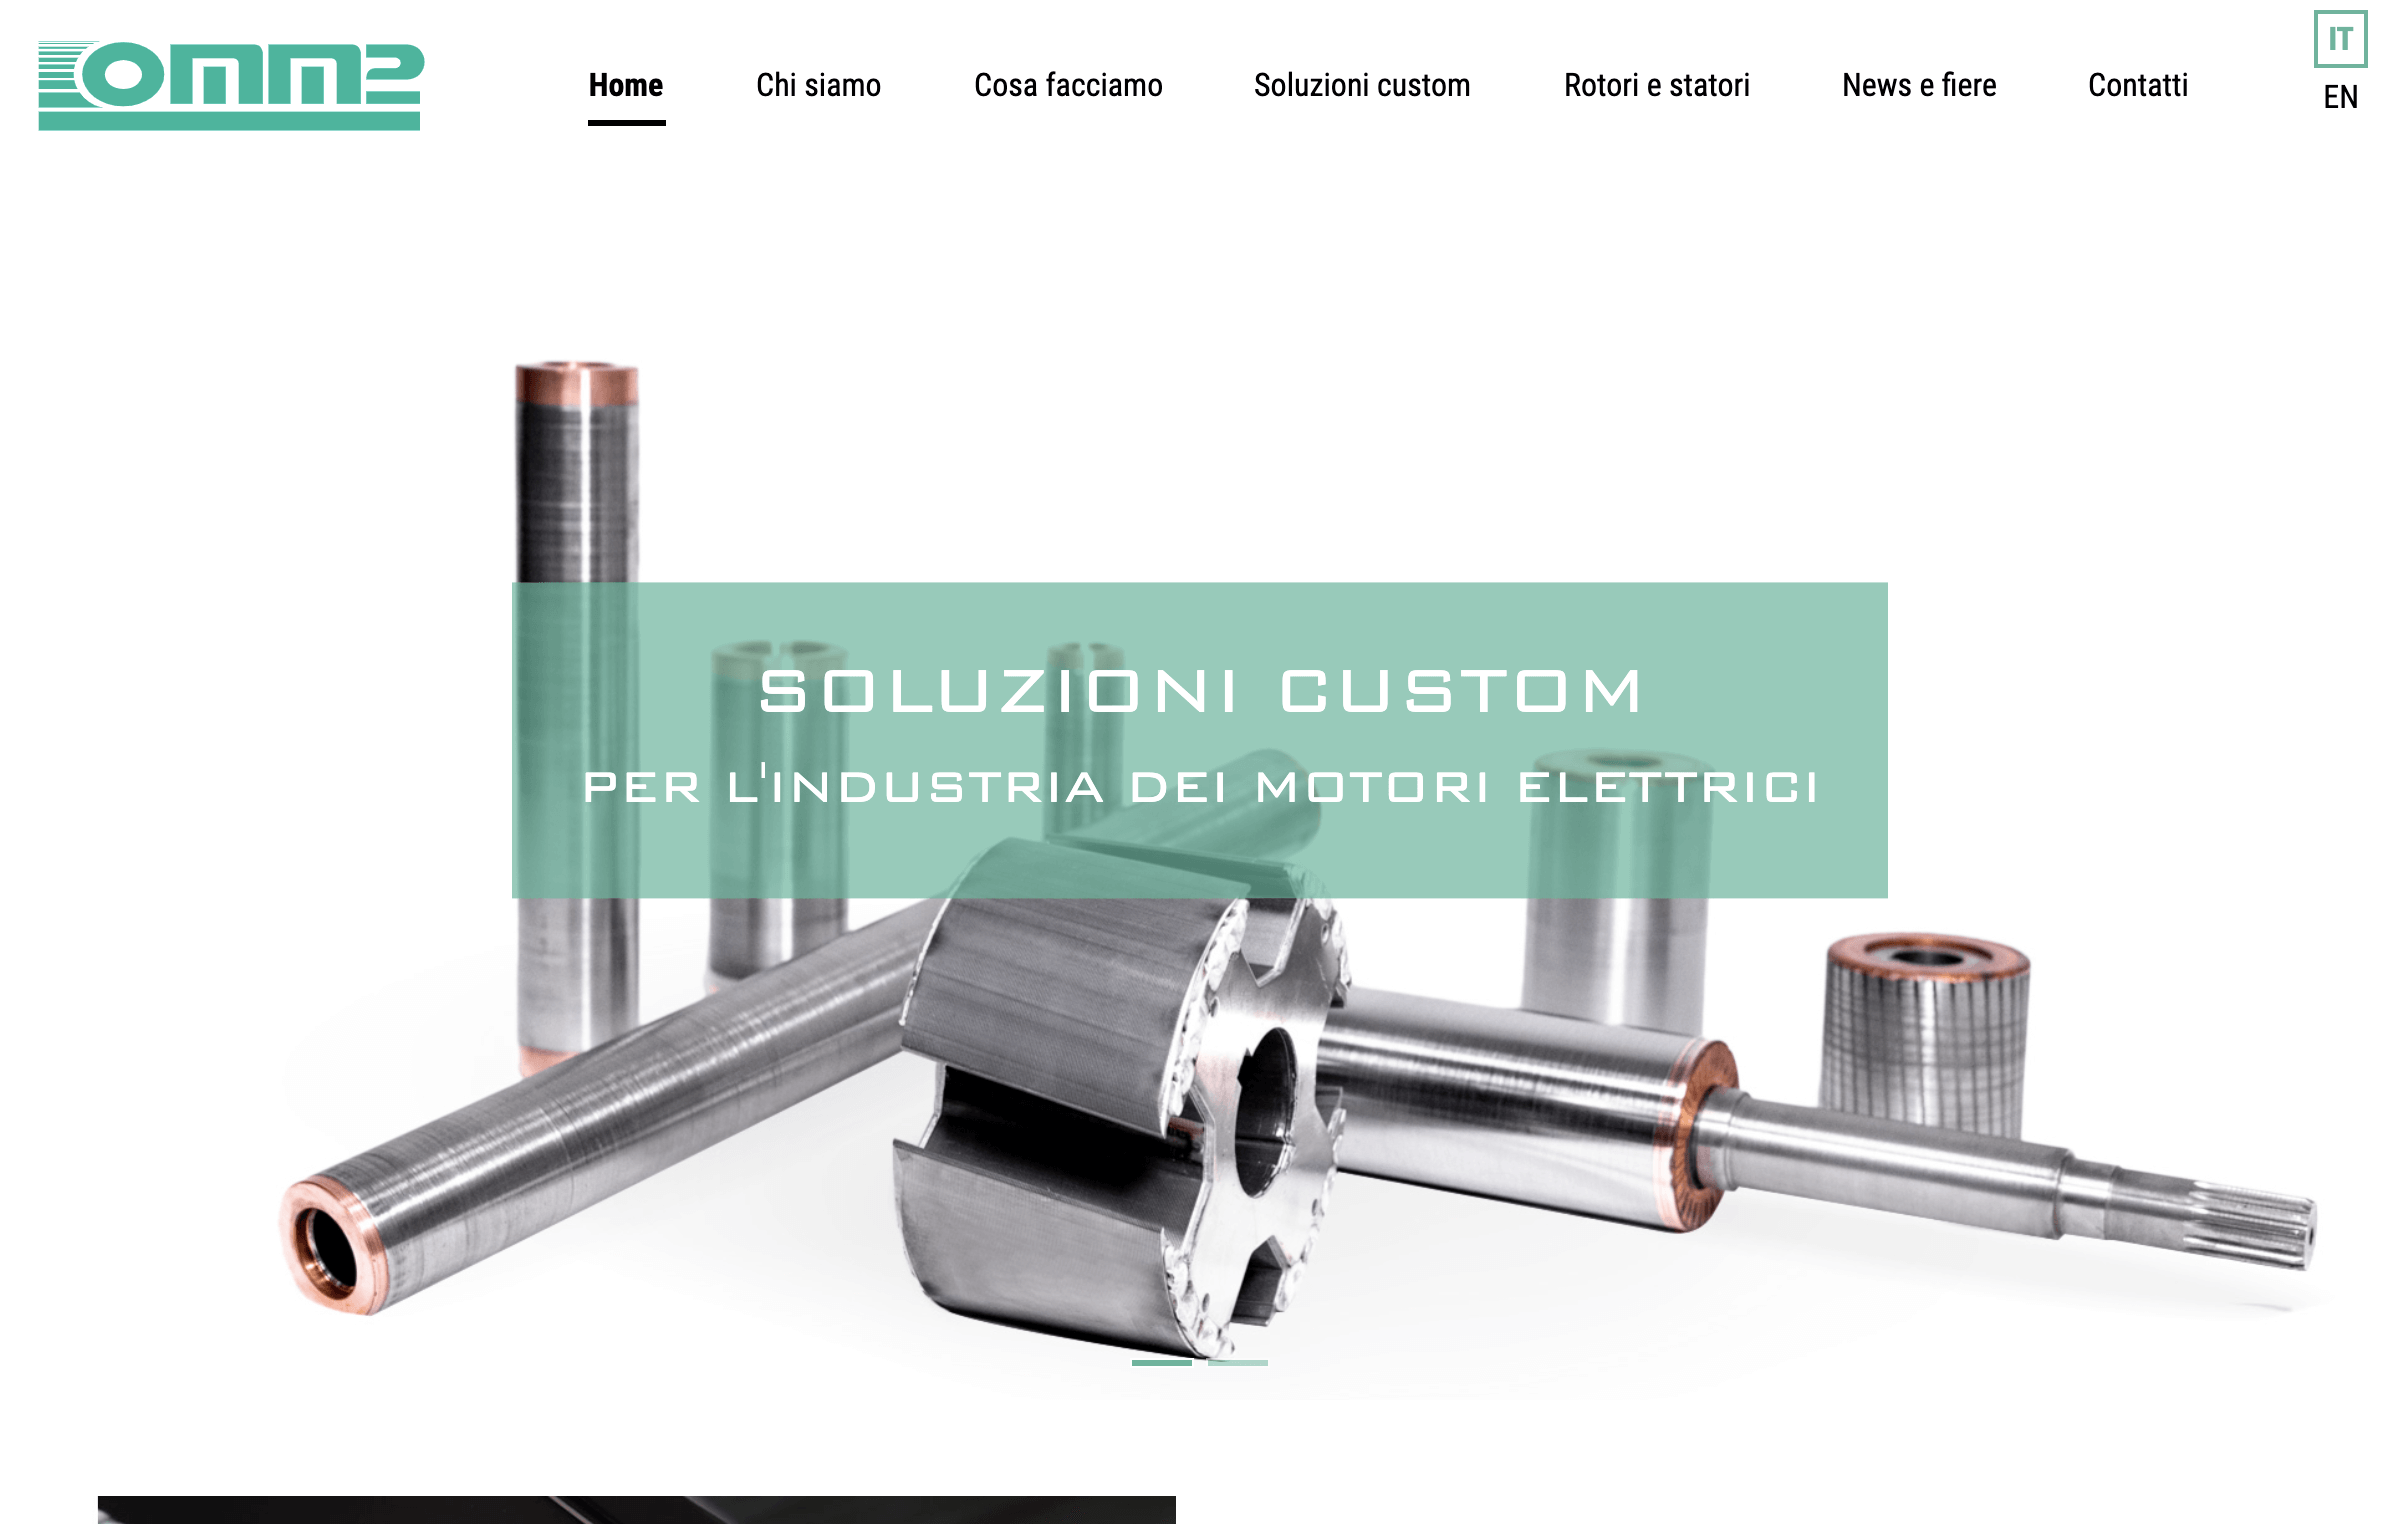 omm2
Home
Chi siamo
Cosa facciamo
Soluzioni custom
Rotori e statori
News e fiere
Contatti
IT
EN
SOLUZIONI CUSTOM
PER L'INDUSTRIA DEI MOTORI ELETTRICI